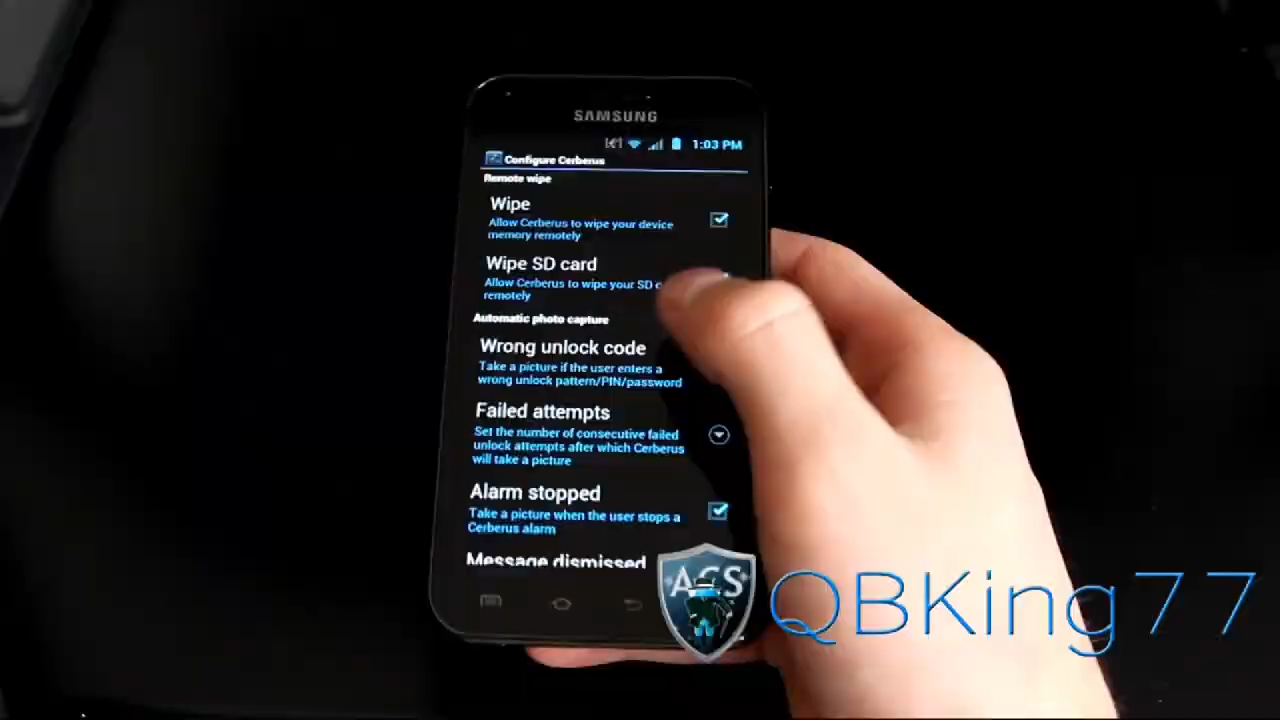 SAMSUNG
1:03 PM
Configure Cerberus
Remote wipe
Wipe
Allow Cerberus to wipe your device
memory remotely
Wipe SD card
Allow Cerberus to wipe your SD
remotely
Automatic photo capture
Wrong unlock code
Take a picture if the user enters a
wrong unlock pattern/PIN/password
Failed attempts
Set the number of consecutive failed
unlock attempts after which Cerberus
will take a picture
Alarm stopped
Take a picture when the user stops a
Cerberus alarm
Message dismissed
ACS
QBKing77